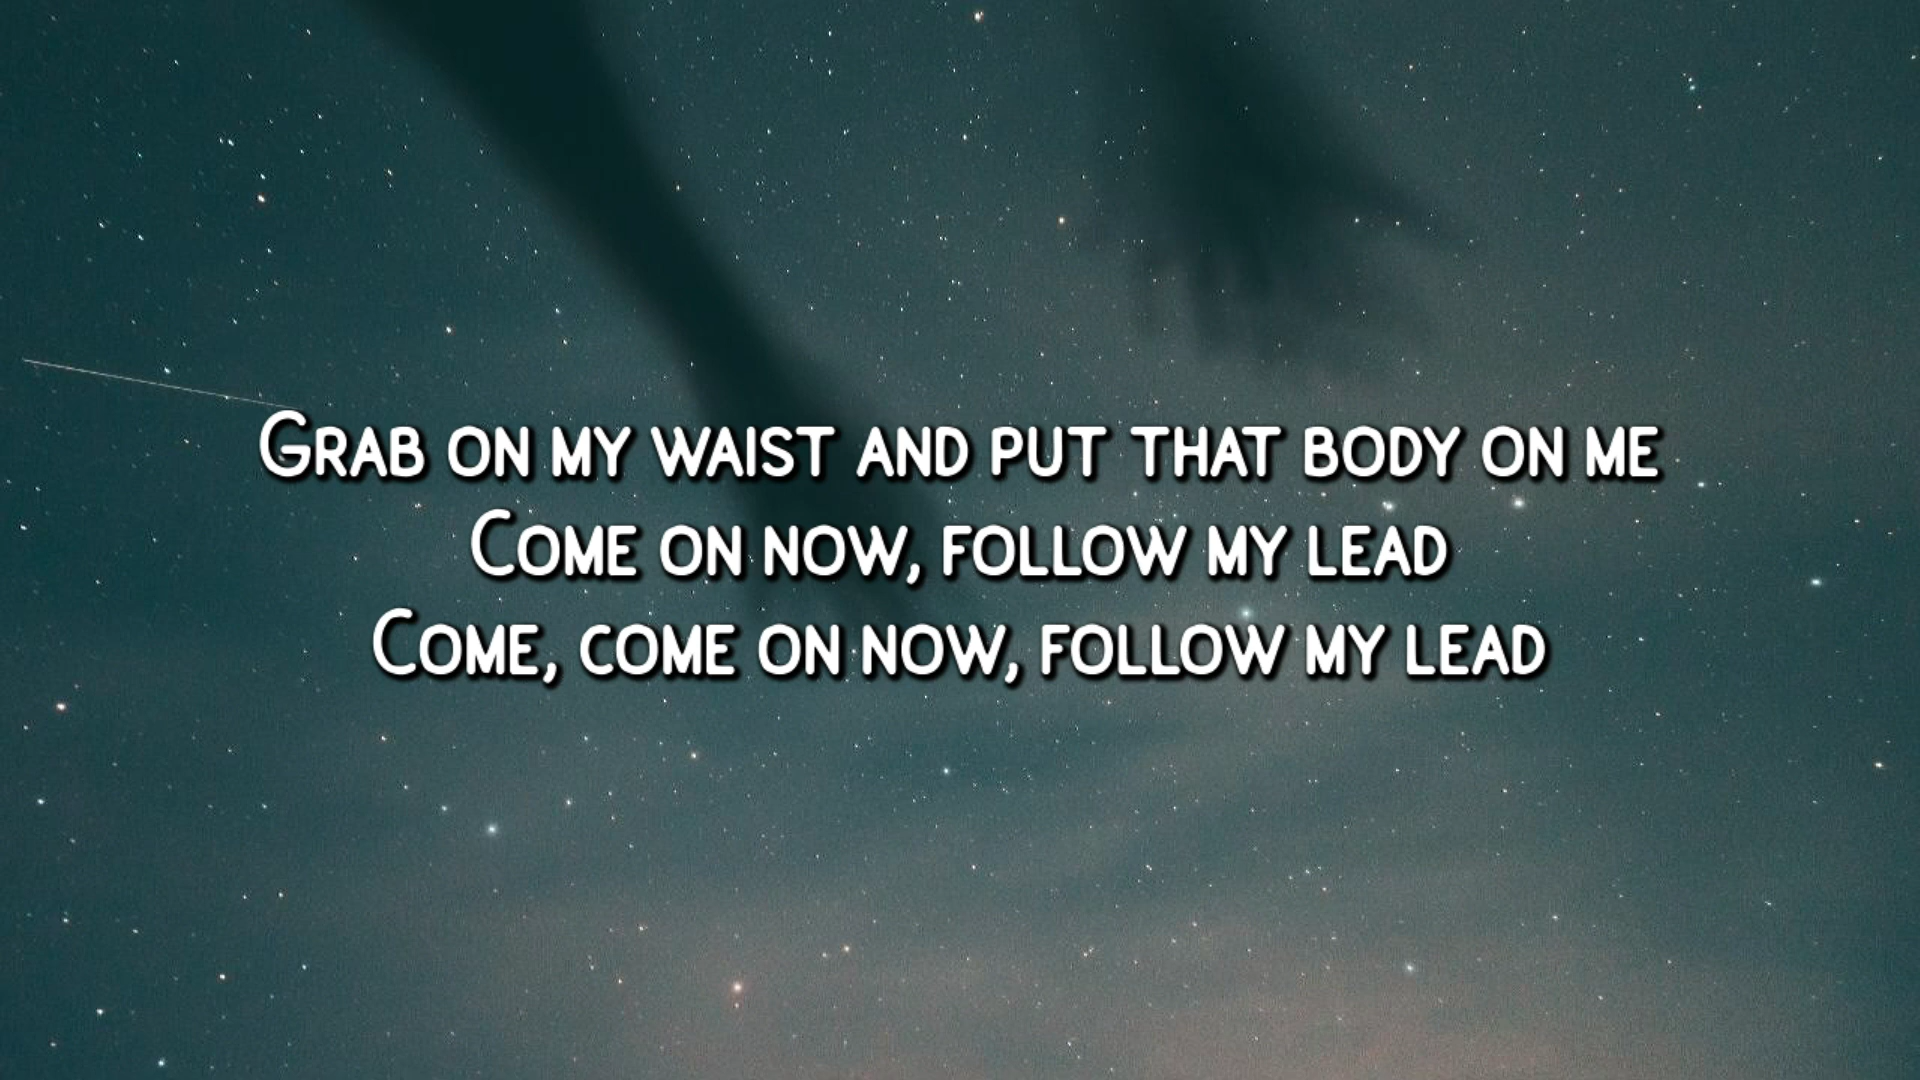 Grab on my waist and put that body on me
Come on now, follow my lead
Come, come on now, follow my lead